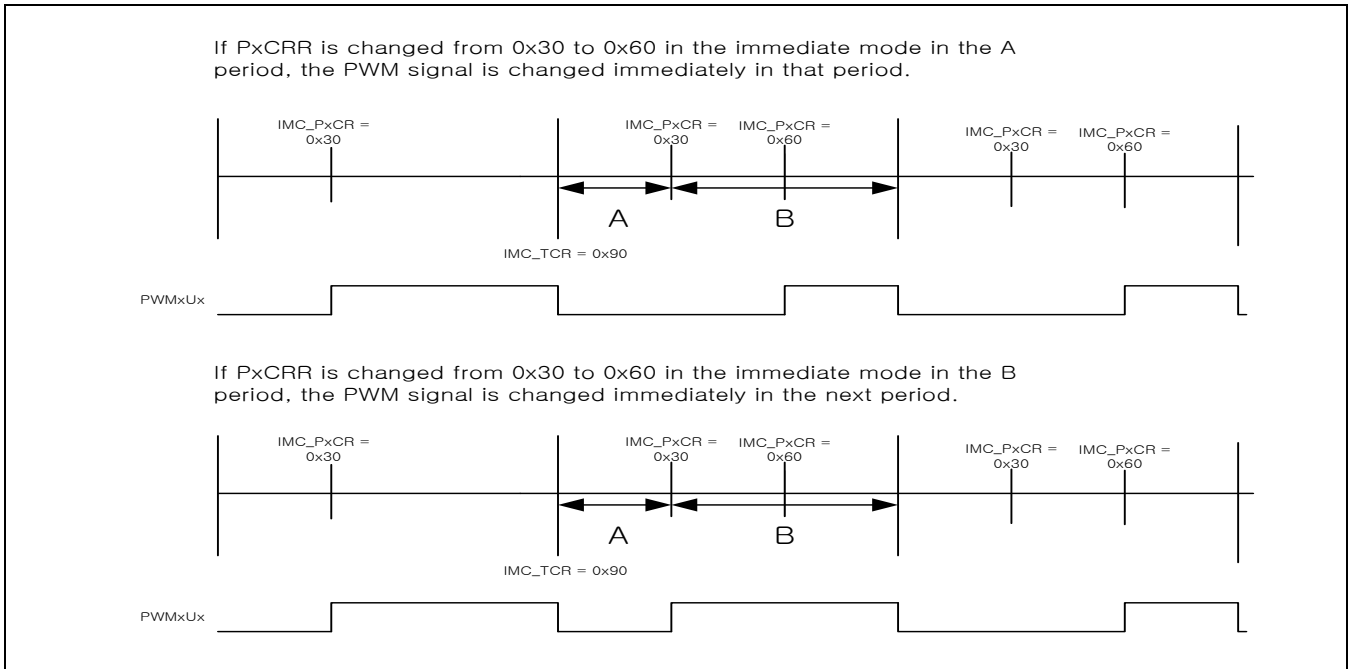 If PxCRR is changed from 0x30 to 0x60 in the immediate mode in the A
period, the PWM signal is changed immediately in that period.
IMC_PxCR =
0x30
IMC_PxCR =
0x30
IMC_PxCR =
0x60
IMC_PxCR =
0x30
IMC_PxCR =
0x60
A
B
IMC_TCR = 0x90
PWMxUx
If PxCRR is changed from 0x30 to 0x60 in the immediate mode in the B
period, the PWM signal is changed immediately in the next period.
IMC_PxCR =
0x30
IMC_PxCR =
0x30
IMC_PxCR =
0x60
IMC_PxCR =
0x30
IMC_PxCR =
0x60
A
B
IMC_TCR = 0x90
PWMxUx